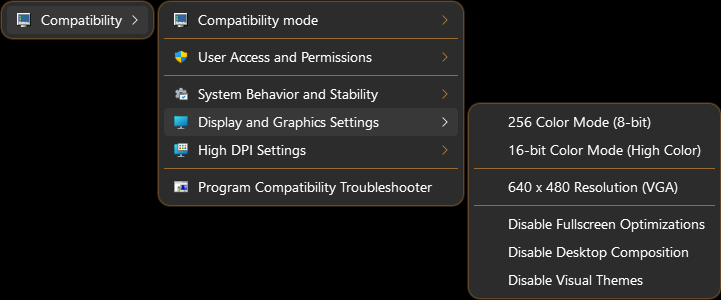 Compatibility
Compatibility mode
User Access and Permissions
System Behavior and Stability
Display and Graphics Settings
High DPI Settings
Program Compatibility Troubleshooter
256 Color Mode (8-bit)
16-bit Color Mode (High Color)
640 x 480 Resolution (VGA)
Disable Fullscreen Optimizations
Disable Desktop Composition
Disable Visual Themes